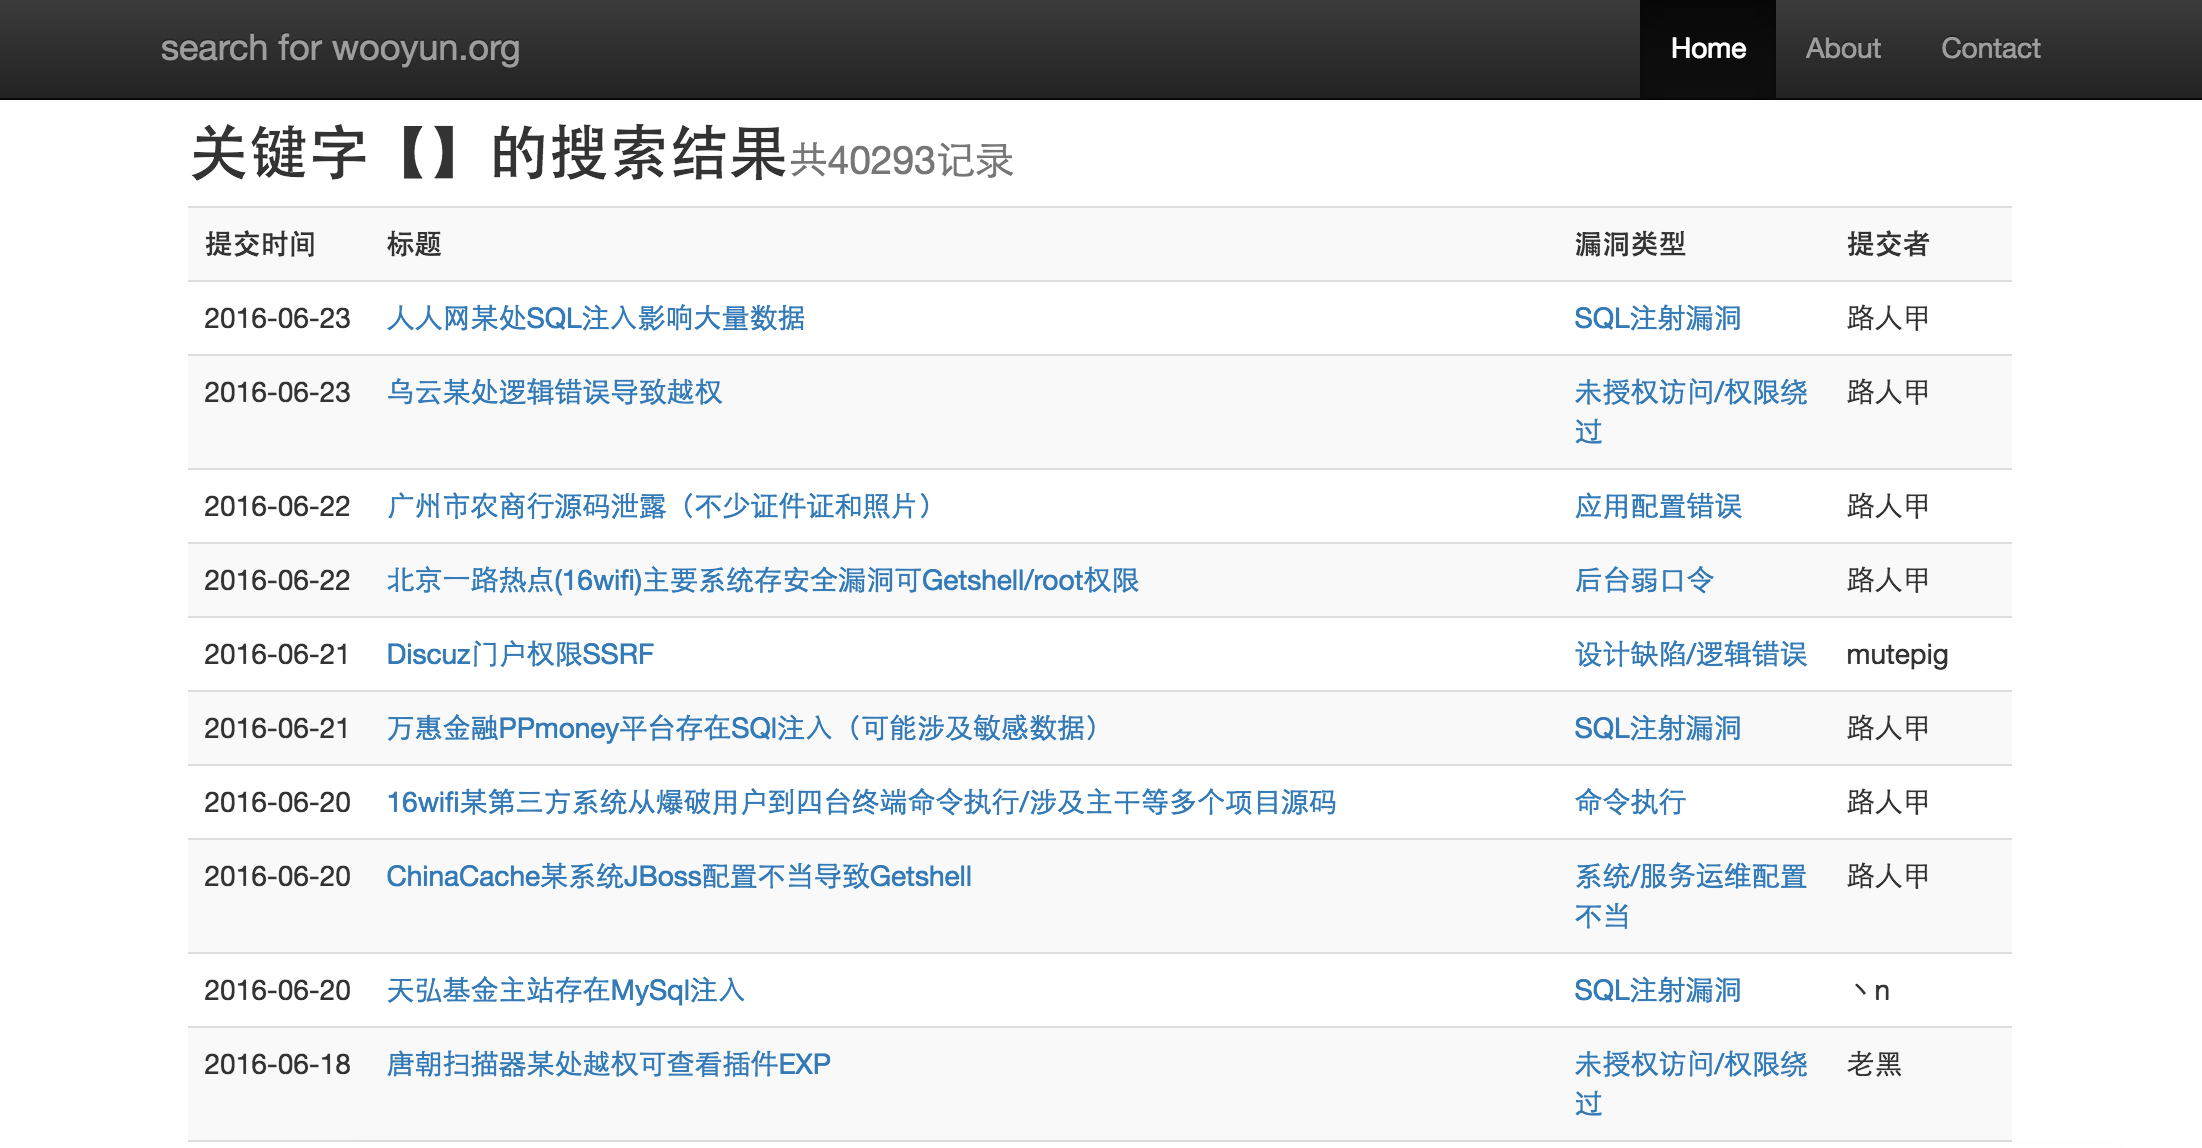 search for wooyun.org Home About Contact
关键字【】的搜索结果共40293记录
提交时间 标题 漏洞类型 提交者
2016-06-23 人人网某处SQL注入影响大量数据 SQL注射漏洞 路人甲
2016-06-23 乌云某处逻辑错误导致越权 未授权访问/权限绕 路人甲
过
2016-06-22 广州市农商行源码泄露（不少证件证和照片） 应用配置错误 路人甲
2016-06-22 北京一路热点(16wifi)主要系统存安全漏洞可Getshell/root权限 后台弱口令 路人甲
2016-06-21 Discuz门户权限SSRF 设计缺陷/逻辑错误 mutepig
2016-06-21 万惠金融PPmoney平台存在SQl注入（可能涉及敏感数据） SQL注射漏洞 路人甲
2016-06-20 16wifi某第三方系统从爆破用户到四台终端命令执行/涉及主干等多个项目源码 命令执行 路人甲
2016-06-20 ChinaCache某系统JBoss配置不当导致Getshell 系统/服务运维配置 路人甲
不当
2016-06-20 天弘基金主站存在MySql注入 SQL注射漏洞 丶n
2016-06-18 唐朝扫描器某处越权可查看插件EXP 未授权访问/权限绕 老黑
过